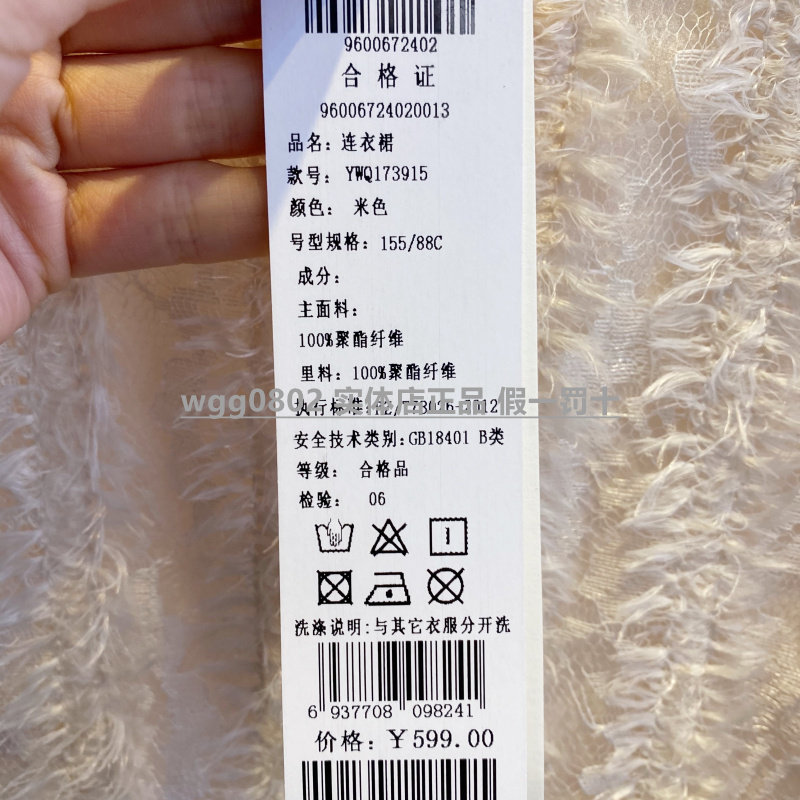 9600672402
合格证
96006724020013
品名：连衣裙
款号：YWQ173915
颜色：米色
号型规格：155/88C
成分：
主面料：
100%聚酯纤维
里料：100%聚酯纤维
wgg0802 实体店正品 假一罚十
执行标准:
安全技术类别:GB18401 B类
等级：合格品
检验：06
洗涤说明:与其它衣服分开洗
6 937708 098241
价格：￥599.00